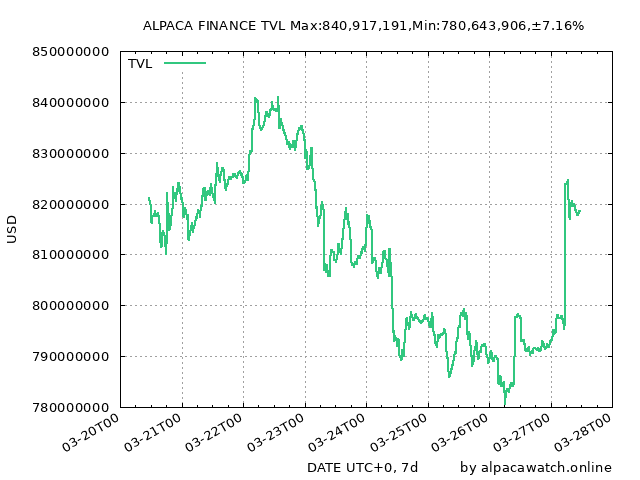 ALPACA FINANCE TVL Max:840,917,191,Min:780,643,906,±7.16%
850000000
TVL
840000000
830000000
820000000
USD
810000000
800000000
790000000
780000000
03-20T00 03-21T00 03-22T00 03-23T00 03-24T00 03-25T00 03-26T00 03-27T00 03-28T00
DATE UTC+0, 7d by alpacawatch.online